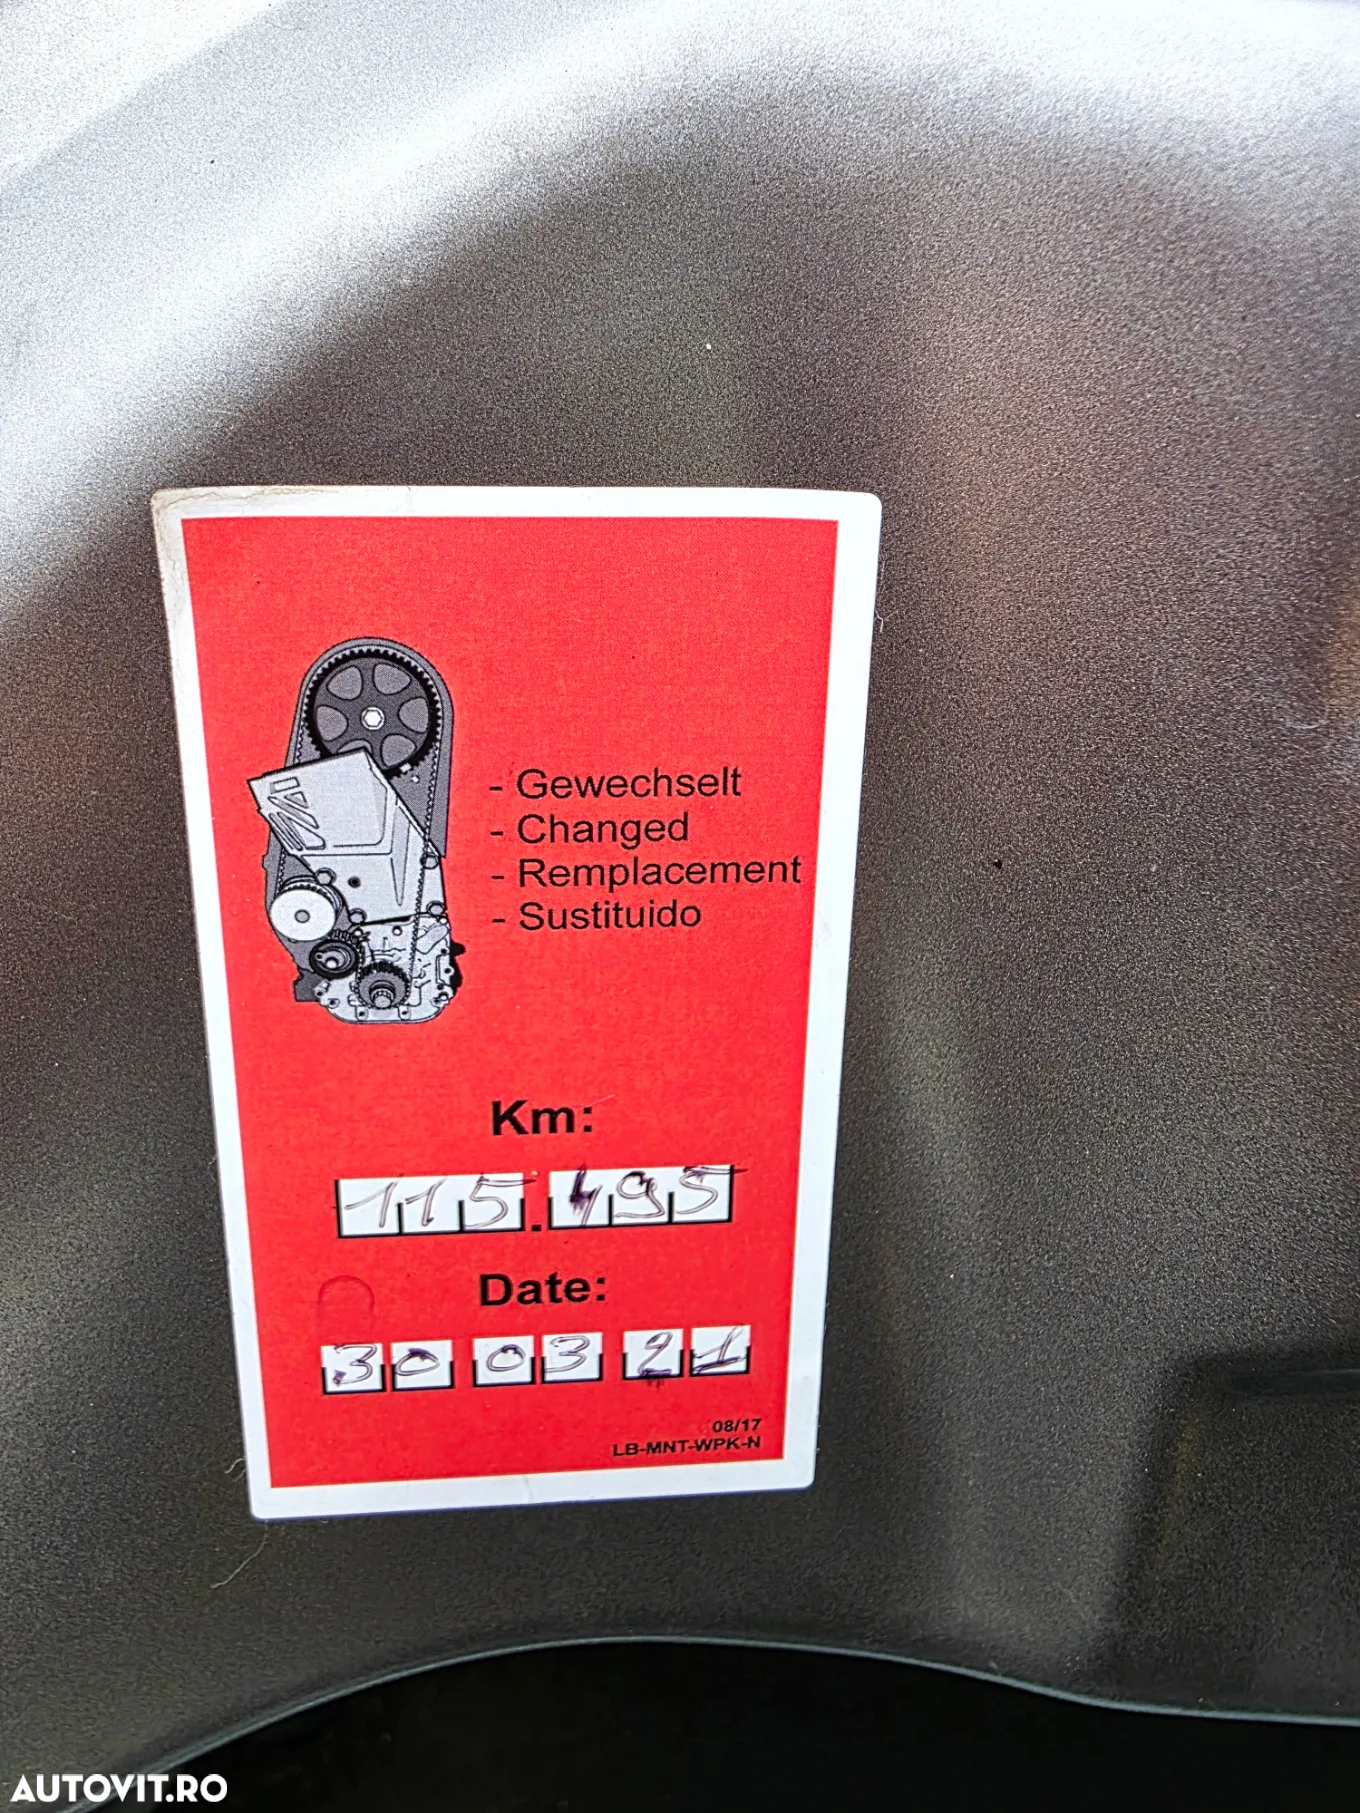 - Gewechselt
- Changed
- Remplacement
- Sustituido
Km:
115.495
Date:
30 03 21
08/17
LB-MNT-WPK-N
AUTOVIT.RO